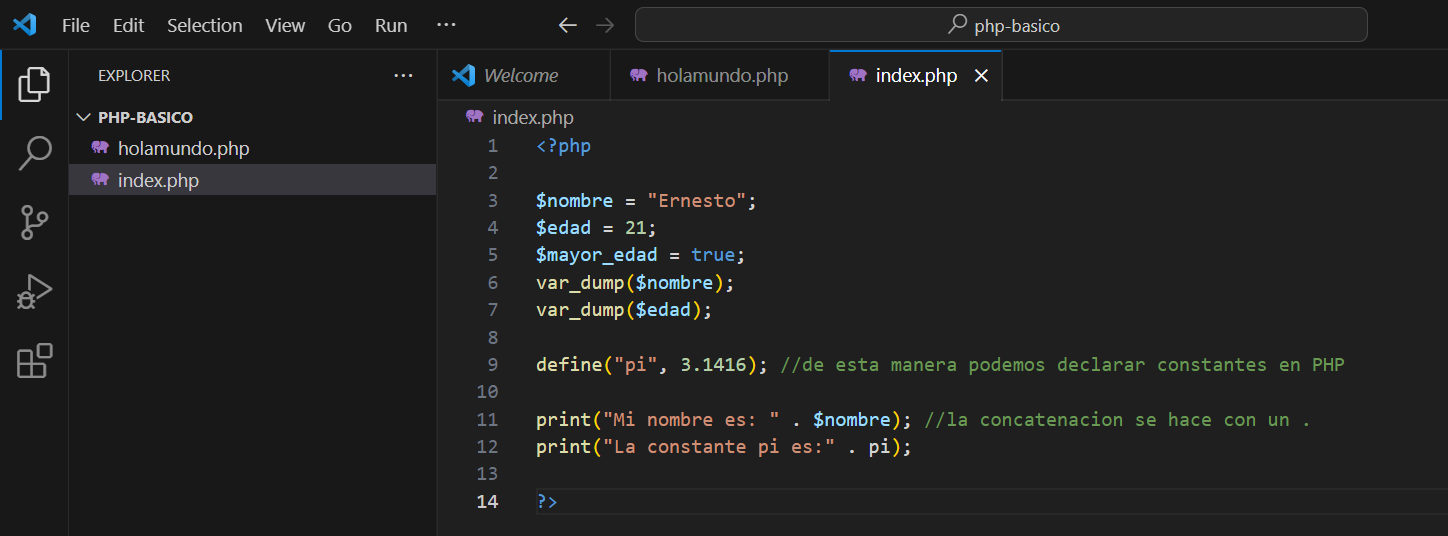 File Edit Selection View Go Run ··· php-basico
EXPLORER ···
PHP-BASICO
holamundo.php
index.php
Welcome holamundo.php index.php
index.php
1 <?php
2
3 $nombre = "Ernesto";
4 $edad = 21;
5 $mayor_edad = true;
6 var_dump($nombre);
7 var_dump($edad);
8
9 define("pi", 3.1416); //de esta manera podemos declarar constantes en PHP
10
11 print("Mi nombre es: " . $nombre); //la concatenacion se hace con un .
12 print("La constante pi es:" . pi);
13
14 ?>